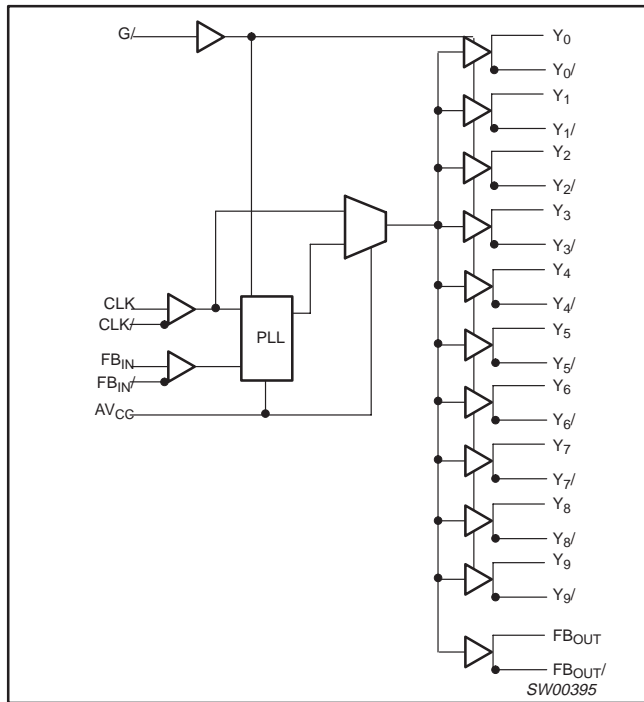 G/
Y0
Y0/
Y1
Y1/
Y2
Y2/
Y3
Y3/
Y4
Y4/
CLK
CLK/
PLL
Y5
Y5/
FBIN
FBIN/
Y6
Y6/
AVCC
Y7
Y7/
Y8
Y8/
Y9
Y9/
FBOUT
FBOUT/
SW00395